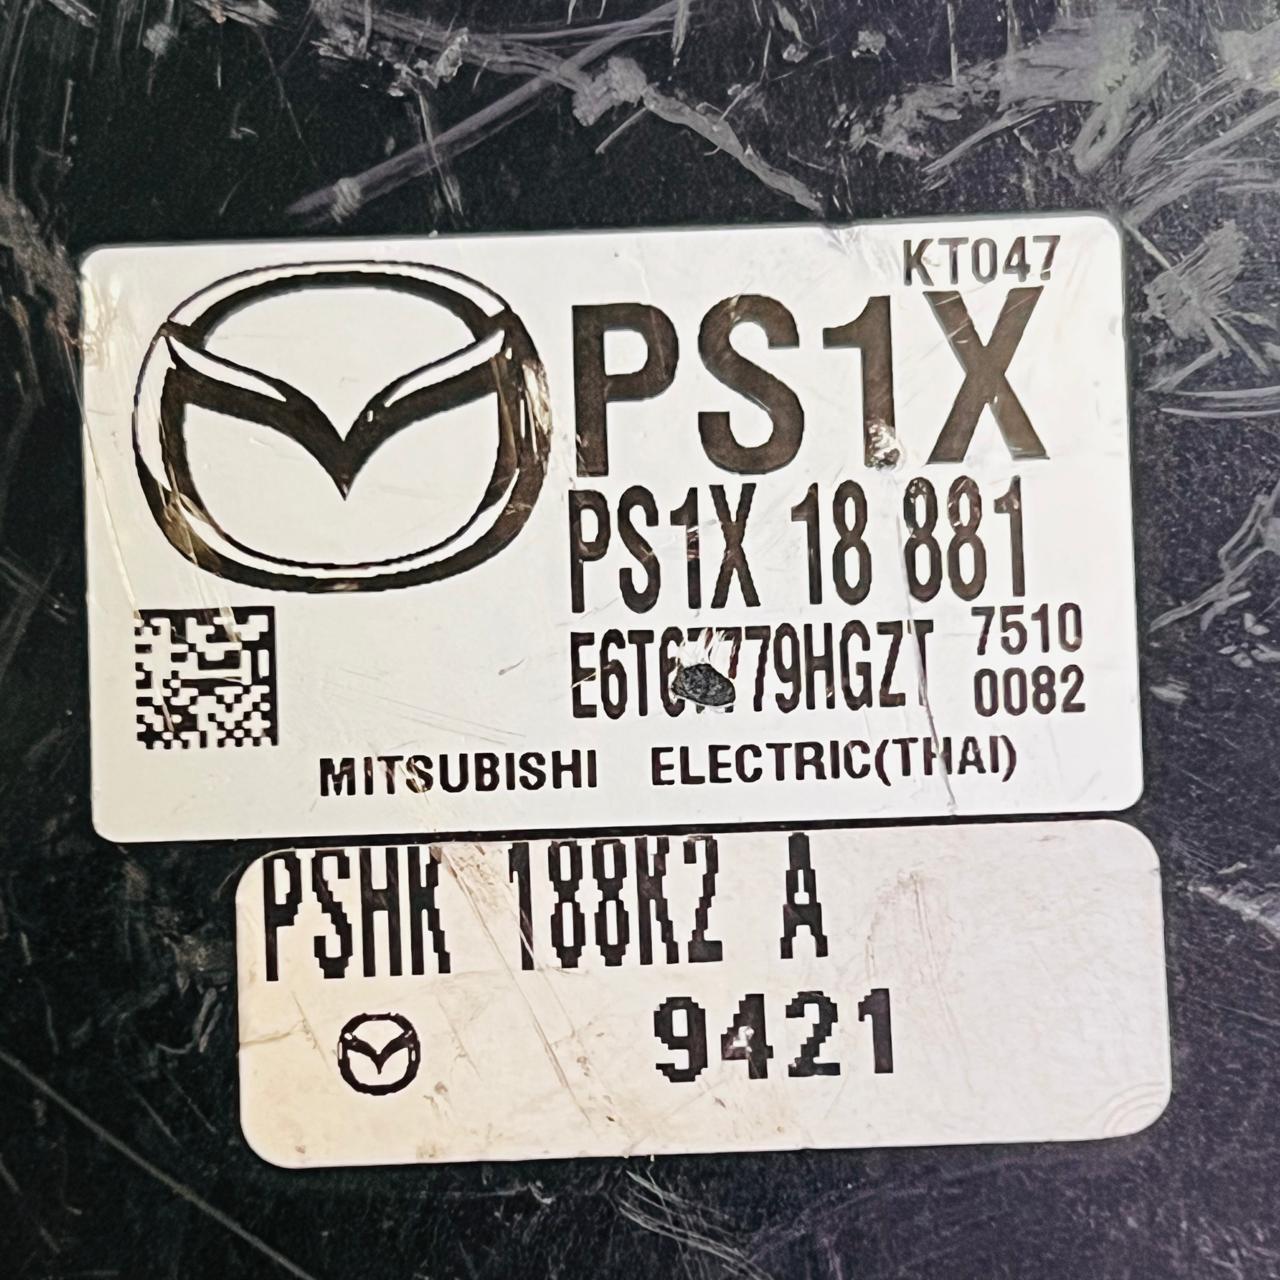 KT047
PS1X
PS1X 18 881
7510
0082
MITSUBISHI ELECTRIC(THAI)
PSHK 188K2 A
9421